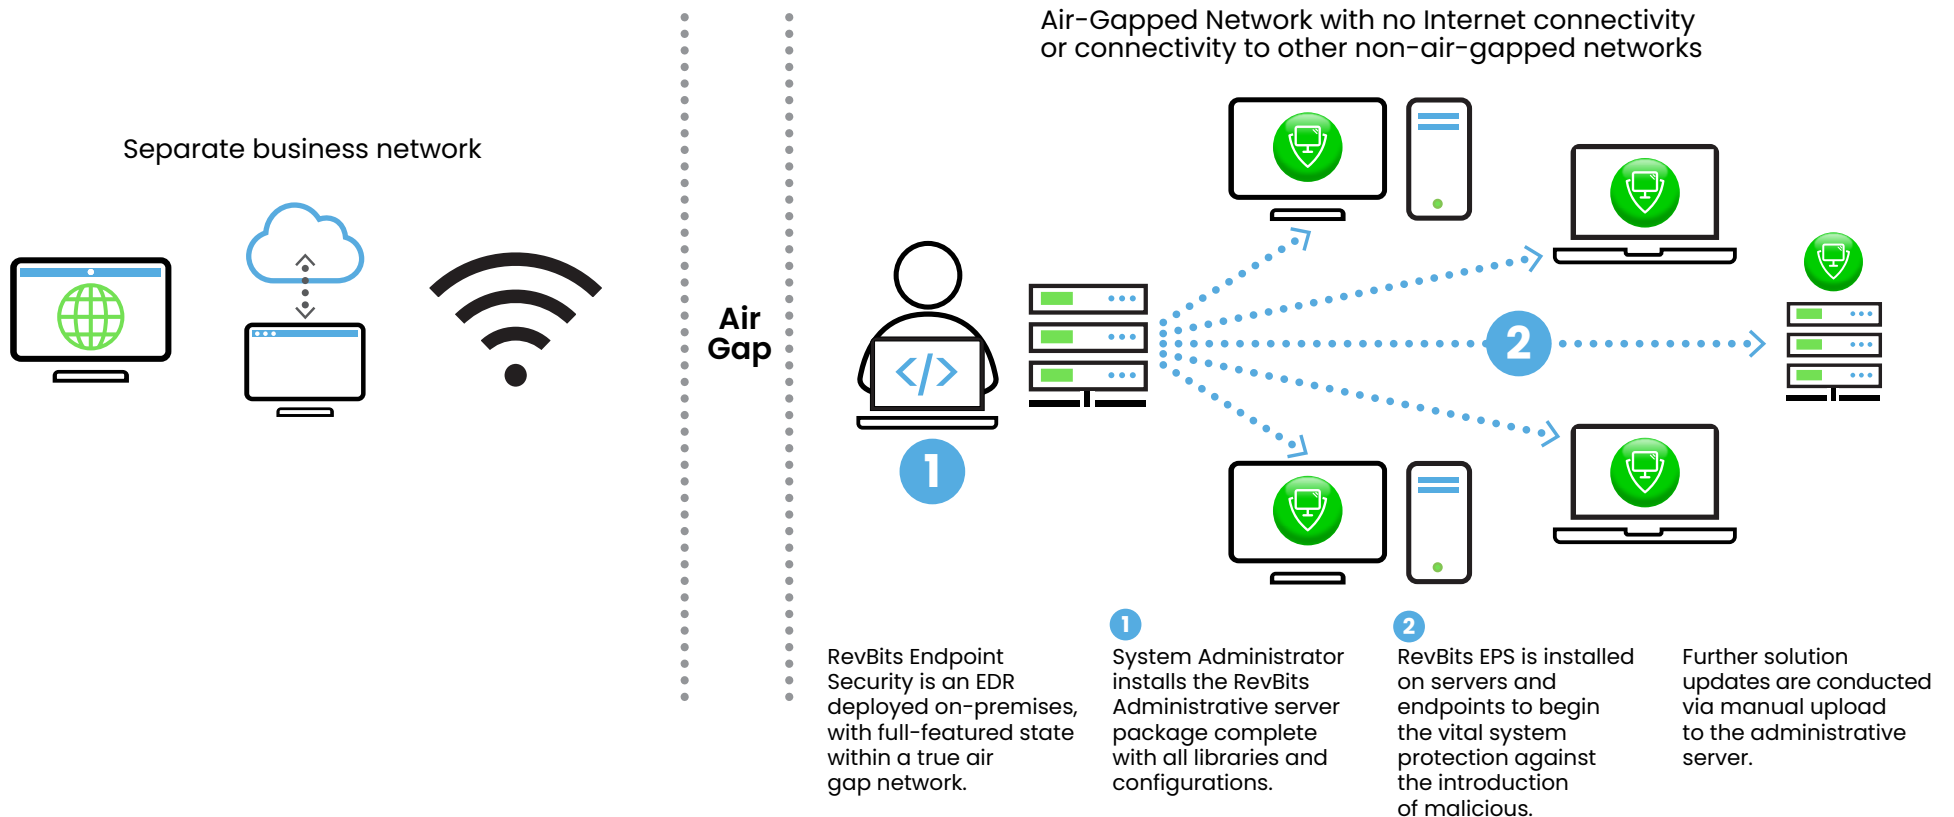 Air-Gapped Network with no Internet connectivity
or connectivity to other non-air-gapped networks
Separate business network
Air
Gap
</>
1
2
RevBits Endpoint
Security is an EDR
deployed on-premises,
with full-featured state
within a true air
gap network.
1
System Administrator
installs the RevBits
Administrative server
package complete
with all libraries and
configurations.
2
RevBits EPS is installed
on servers and
endpoints to begin
the vital system
protection against
the introduction
of malicious.
Further solution
updates are conducted
via manual upload
to the administrative
server.